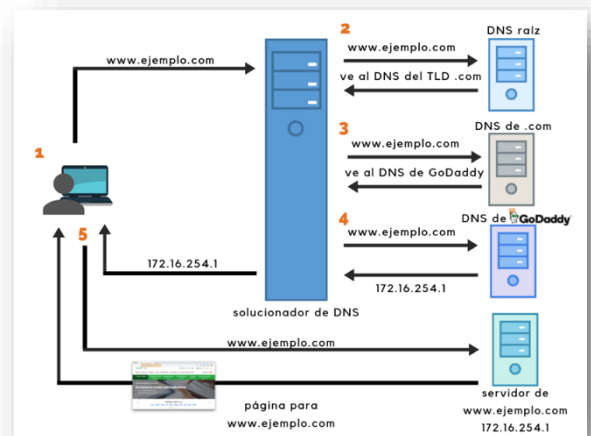 1
www.ejemplo.com
2
www.ejemplo.com
ve al DNS del TLD .com
DNS raíz
3
www.ejemplo.com
ve al DNS de GoDaddy
DNS de .com
4
www.ejemplo.com
172.16.254.1
DNS de GoDaddy
172.16.254.1
solucionador de DNS
5
www.ejemplo.com
página para
www.ejemplo.com
servidor de
www.ejemplo.com
172.16.254.1